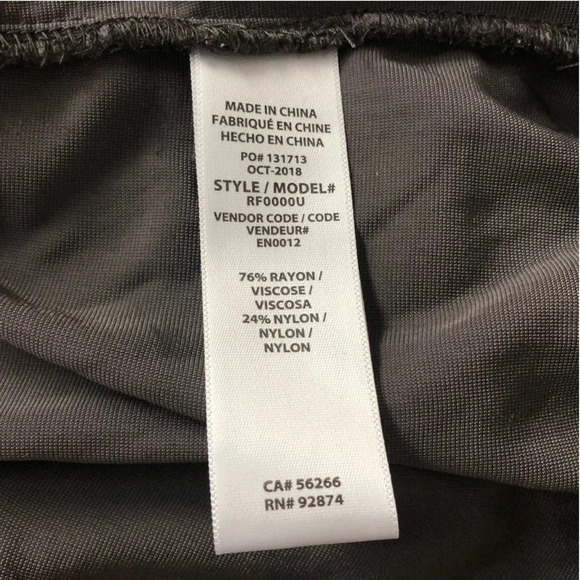 MADE IN CHINA
FABRIQUÉ EN CHINE
HECHO EN CHINA
PO# 131713
OCT-2018
STYLE / MODEL#
RF0000U
VENDOR CODE / CODE
VENDEUR#
EN0012
76% RAYON /
VISCOSE /
VISCOSA
24% NYLON /
NYLON /
NYLON
CA# 56266
RN# 92874